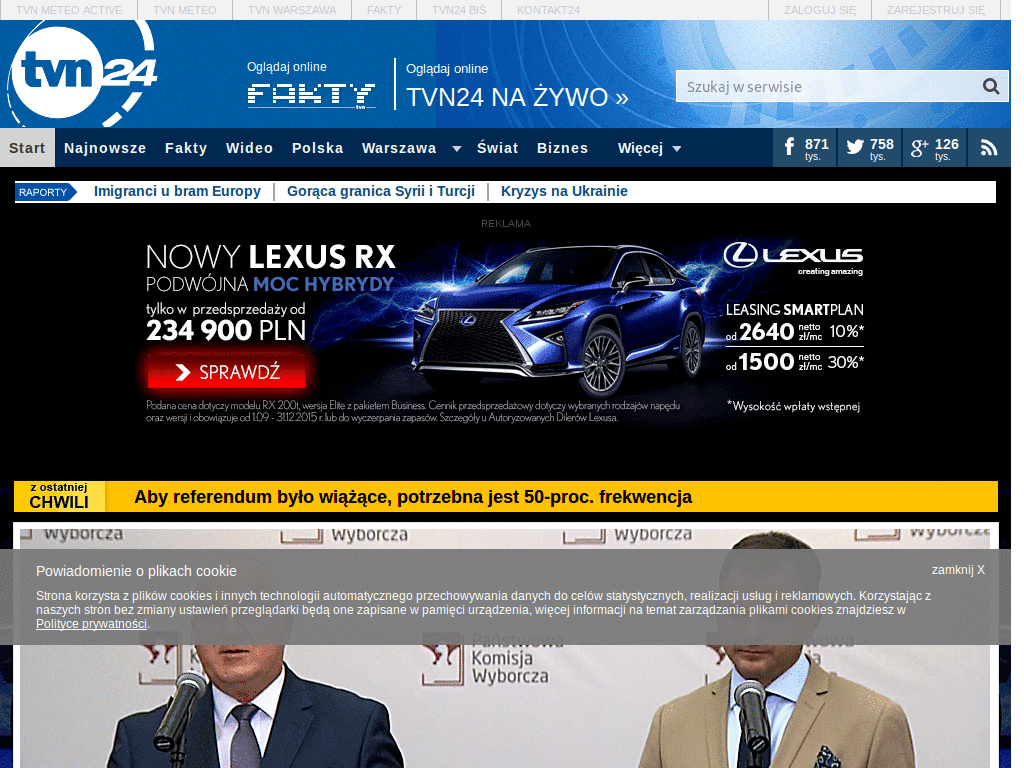 TVN METEO ACTIVE TVN METEO TVN WARSZAWA FAKTY TVN24 BIŚ KONTAKT24 ZALOGUJ SIĘ ZAREJESTRUJ SIĘ
tvn24
Oglądaj online
FAKTY
tvn
Oglądaj online
TVN24 NA ŻYWO »
Szukaj w serwisie
Start Najnowsze Fakty Wideo Polska Warszawa Świat Biznes Więcej
871 tys.
758 tys.
g+ 126 tys.
RAPORTY Imigranci u bram Europy Gorąca granica Syrii i Turcji Kryzys na Ukrainie
REKLAMA
NOWY LEXUS RX
PODWÓJNA MOC HYBRYDY
tylko w przedsprzedaży od
234 900 PLN
SPRAWDŹ
Podana cena dotyczy modelu RX 200t, wersja Elite z pakietem Business. Cennik przedsprzedażowy dotyczy wybranych rodzajów napędu
oraz wersji i obowiązuje od 1.09 - 31.12.2015 r. lub do wyczerpania zapasów. Szczegóły u Autoryzowanych Dilerów Lexusa.
LEXUS
creating amazing
LEASING SMARTPLAN
od 2640 netto zł/mc 10%*
od 1500 netto zł/mc 30%*
*Wysokość wpłaty wstępnej
z ostatniej
CHWILI
Aby referendum było wiążące, potrzebna jest 50-proc. frekwencja
Wyborcza Wyborcza Wyborcza Wyborcza
Powiadomienie o plikach cookie
zamknij X
Strona korzysta z plików cookies i innych technologii automatycznego przechowywania danych do celów statystycznych, realizacji usług i reklamowych. Korzystając z
naszych stron bez zmiany ustawień przeglądarki będą one zapisane w pamięci urządzenia, więcej informacji na temat zarządzania plikami cookies znajdziesz w
Polityce prywatności.
Państwowa
Komisja
Wyborcza